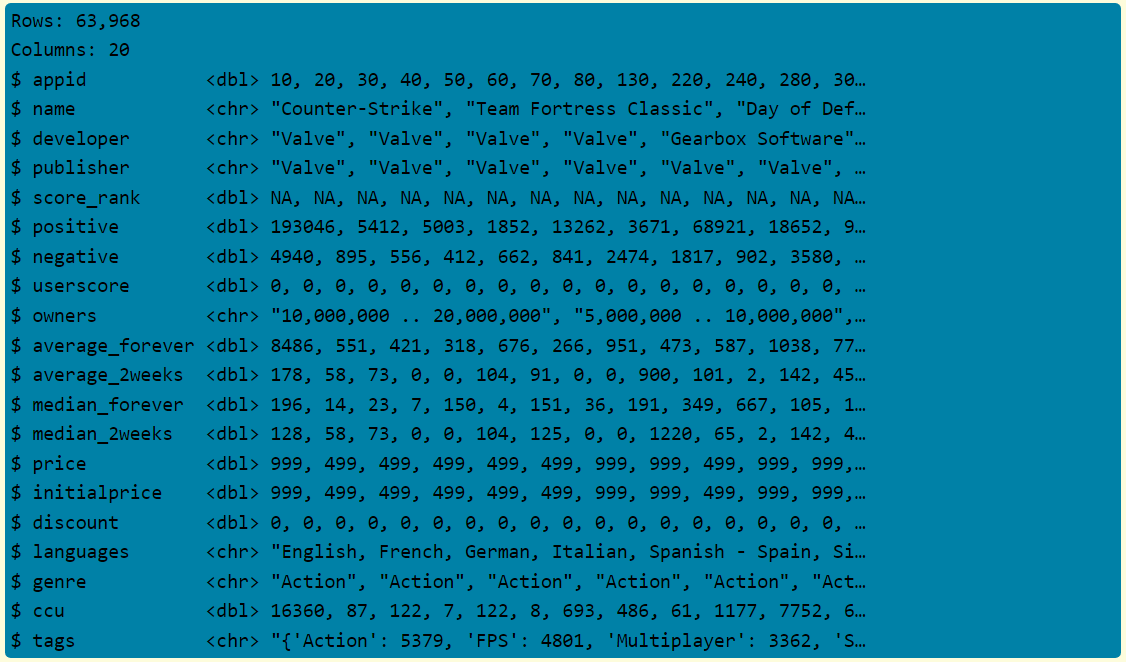 Rows: 63,968
Columns: 20
$ appid           <dbl> 10, 20, 30, 40, 50, 60, 70, 80, 130, 220, 240, 280, 30…
$ name            <chr> "Counter-Strike", "Team Fortress Classic", "Day of Def…
$ developer       <chr> "Valve", "Valve", "Valve", "Valve", "Gearbox Software"…
$ publisher       <chr> "Valve", "Valve", "Valve", "Valve", "Valve", "Valve", …
$ score_rank      <dbl> NA, NA, NA, NA, NA, NA, NA, NA, NA, NA, NA, NA, NA, NA…
$ positive        <dbl> 193046, 5412, 5003, 1852, 13262, 3671, 68921, 18652, 9…
$ negative        <dbl> 4940, 895, 556, 412, 662, 841, 2474, 1817, 902, 3580, …
$ userscore       <dbl> 0, 0, 0, 0, 0, 0, 0, 0, 0, 0, 0, 0, 0, 0, 0, 0, 0, 0, …
$ owners          <chr> "10,000,000 .. 20,000,000", "5,000,000 .. 10,000,000",…
$ average_forever <dbl> 8486, 551, 421, 318, 676, 266, 951, 473, 587, 1038, 77…
$ average_2weeks  <dbl> 178, 58, 73, 0, 0, 104, 91, 0, 0, 900, 101, 2, 142, 45…
$ median_forever  <dbl> 196, 14, 23, 7, 150, 4, 151, 36, 191, 349, 667, 105, 1…
$ median_2weeks   <dbl> 128, 58, 73, 0, 0, 104, 125, 0, 0, 1220, 65, 2, 142, 4…
$ price           <dbl> 999, 499, 499, 499, 499, 499, 999, 999, 499, 999, 999,…
$ initialprice    <dbl> 999, 499, 499, 499, 499, 499, 999, 999, 499, 999, 999,…
$ discount        <dbl> 0, 0, 0, 0, 0, 0, 0, 0, 0, 0, 0, 0, 0, 0, 0, 0, 0, 0, …
$ languages       <chr> "English, French, German, Italian, Spanish - Spain, Si…
$ genre           <chr> "Action", "Action", "Action", "Action", "Action", "Act…
$ ccu             <dbl> 16360, 87, 122, 7, 122, 8, 693, 486, 61, 1177, 7752, 6…
$ tags            <chr> "{'Action': 5379, 'FPS': 4801, 'Multiplayer': 3362, 'S…